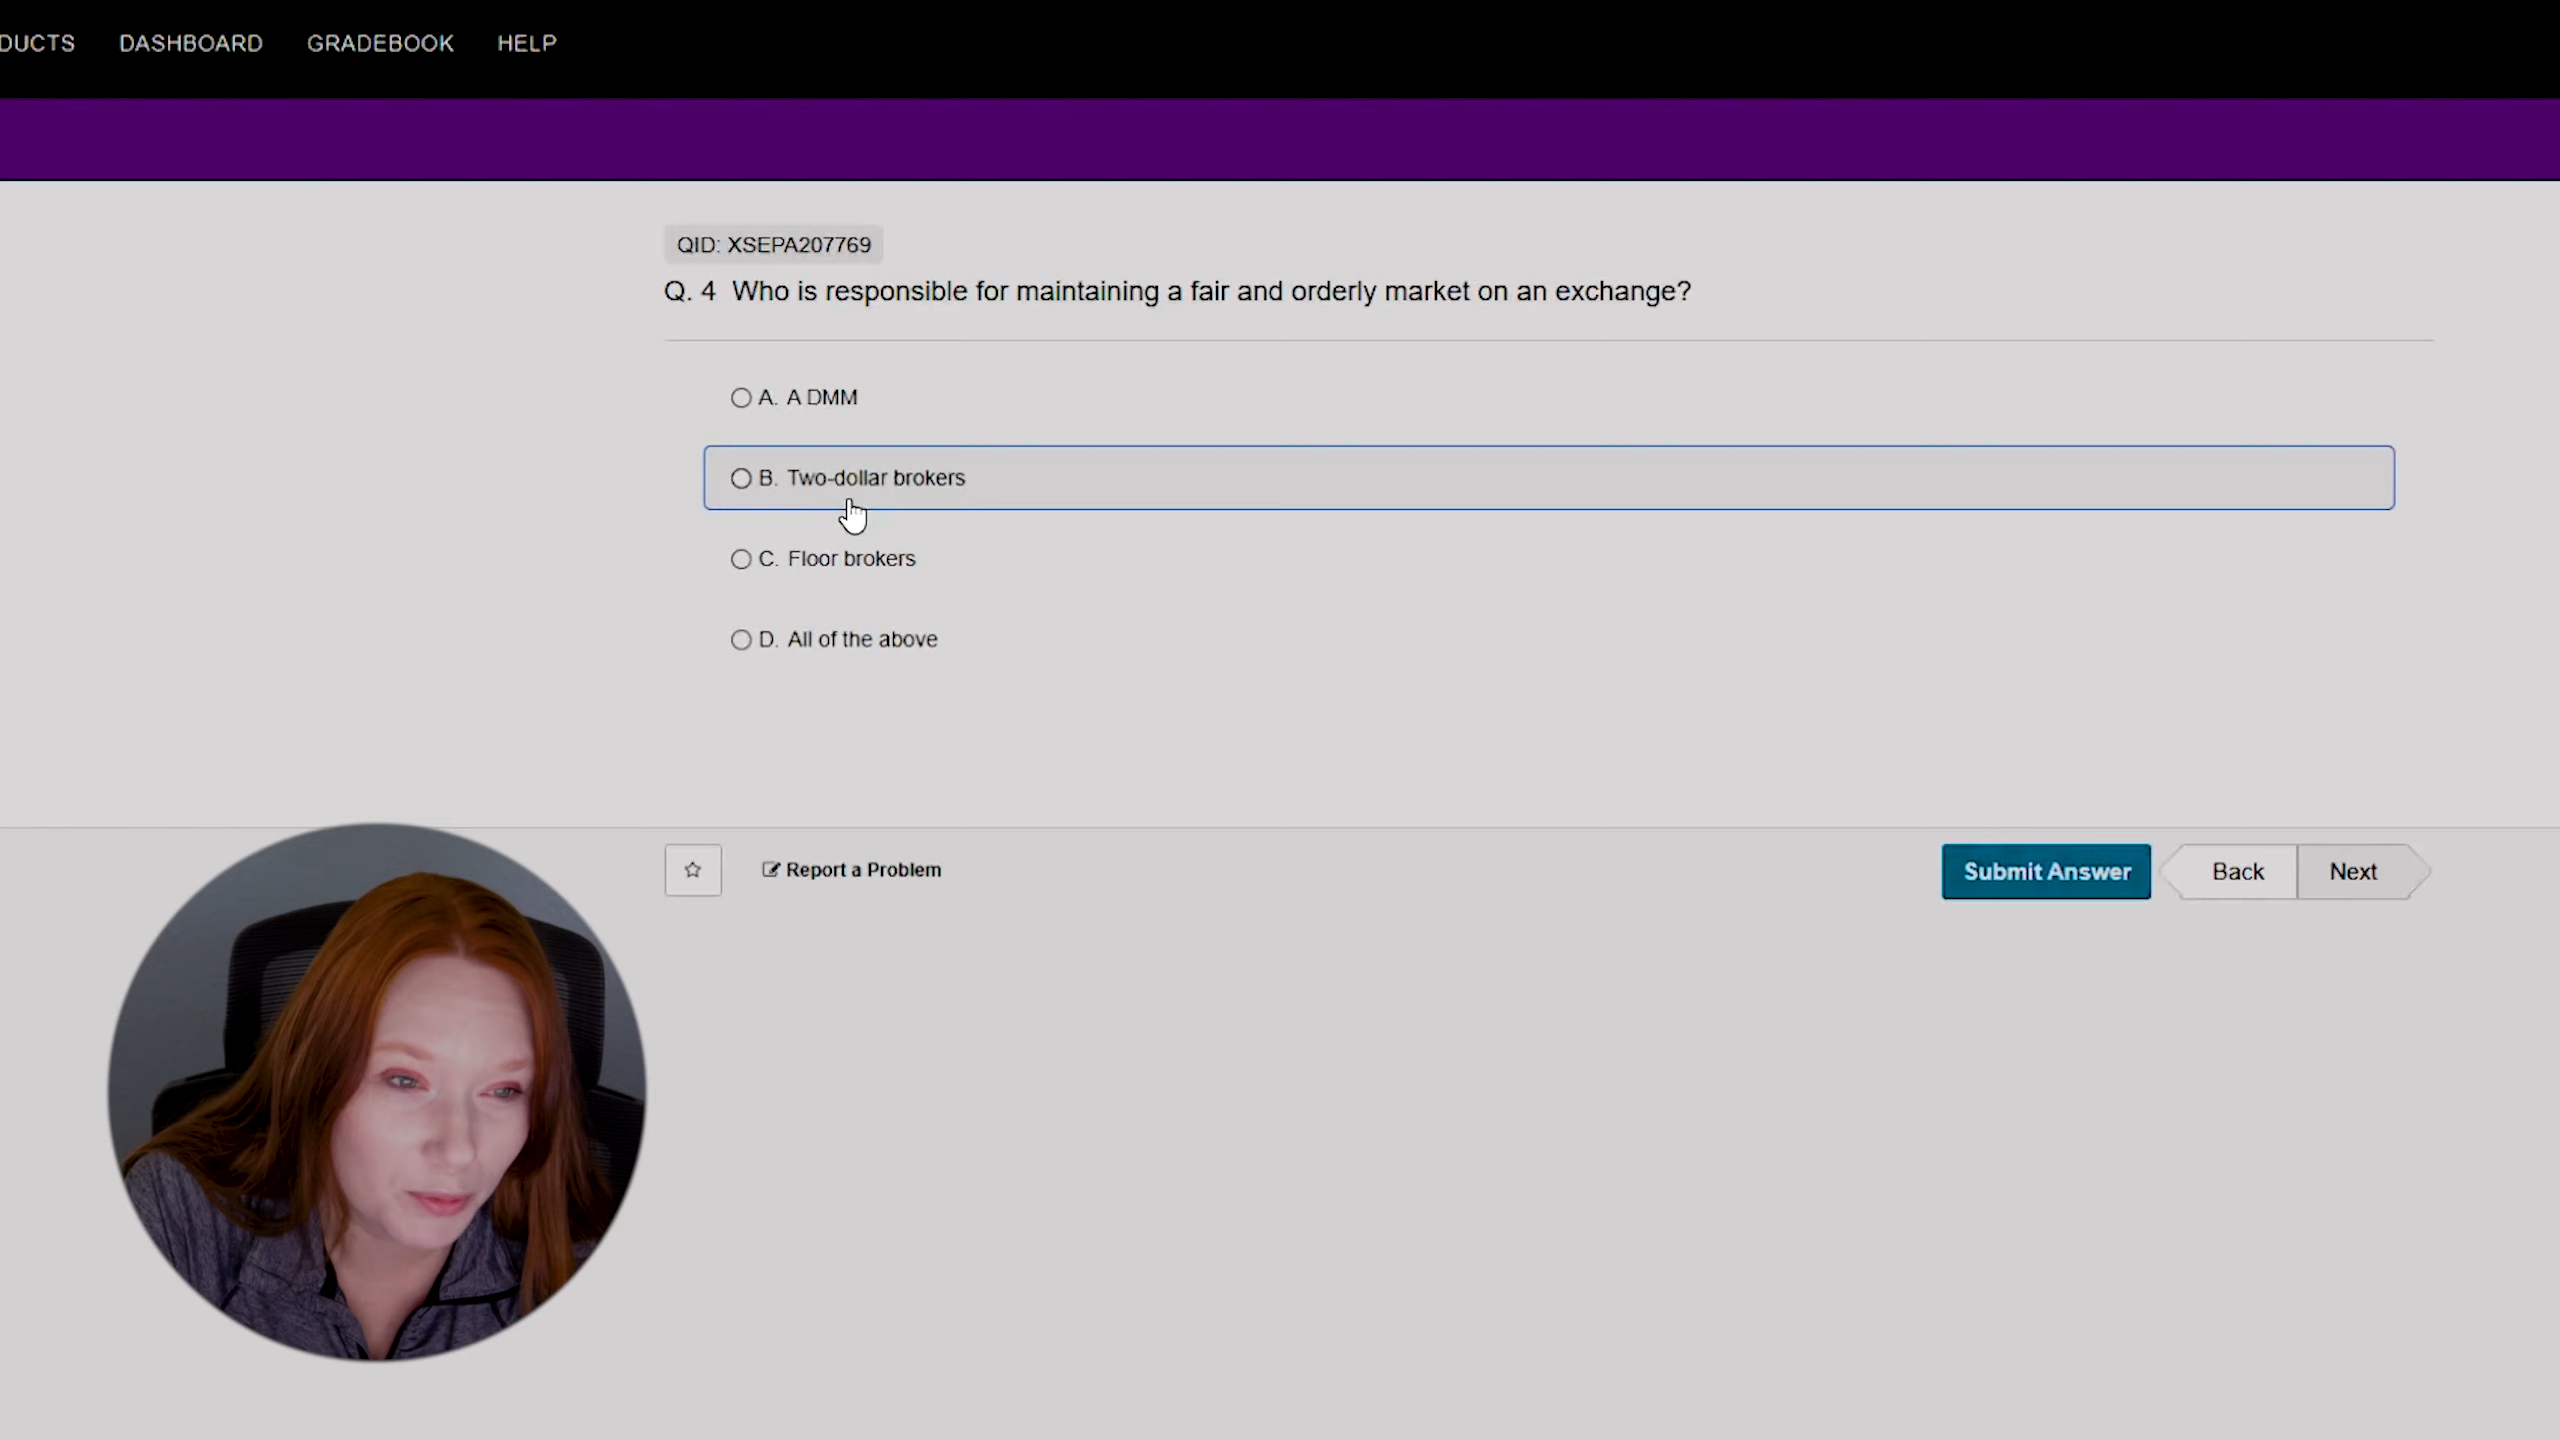 DUCTS DASHBOARD GRADEBOOK HELP
QID: XSEPA207769
Q. 4 Who is responsible for maintaining a fair and orderly market on an exchange?
A. A DMM
B. Two-dollar brokers
C. Floor brokers
D. All of the above
Report a Problem
Submit Answer
Back
Next